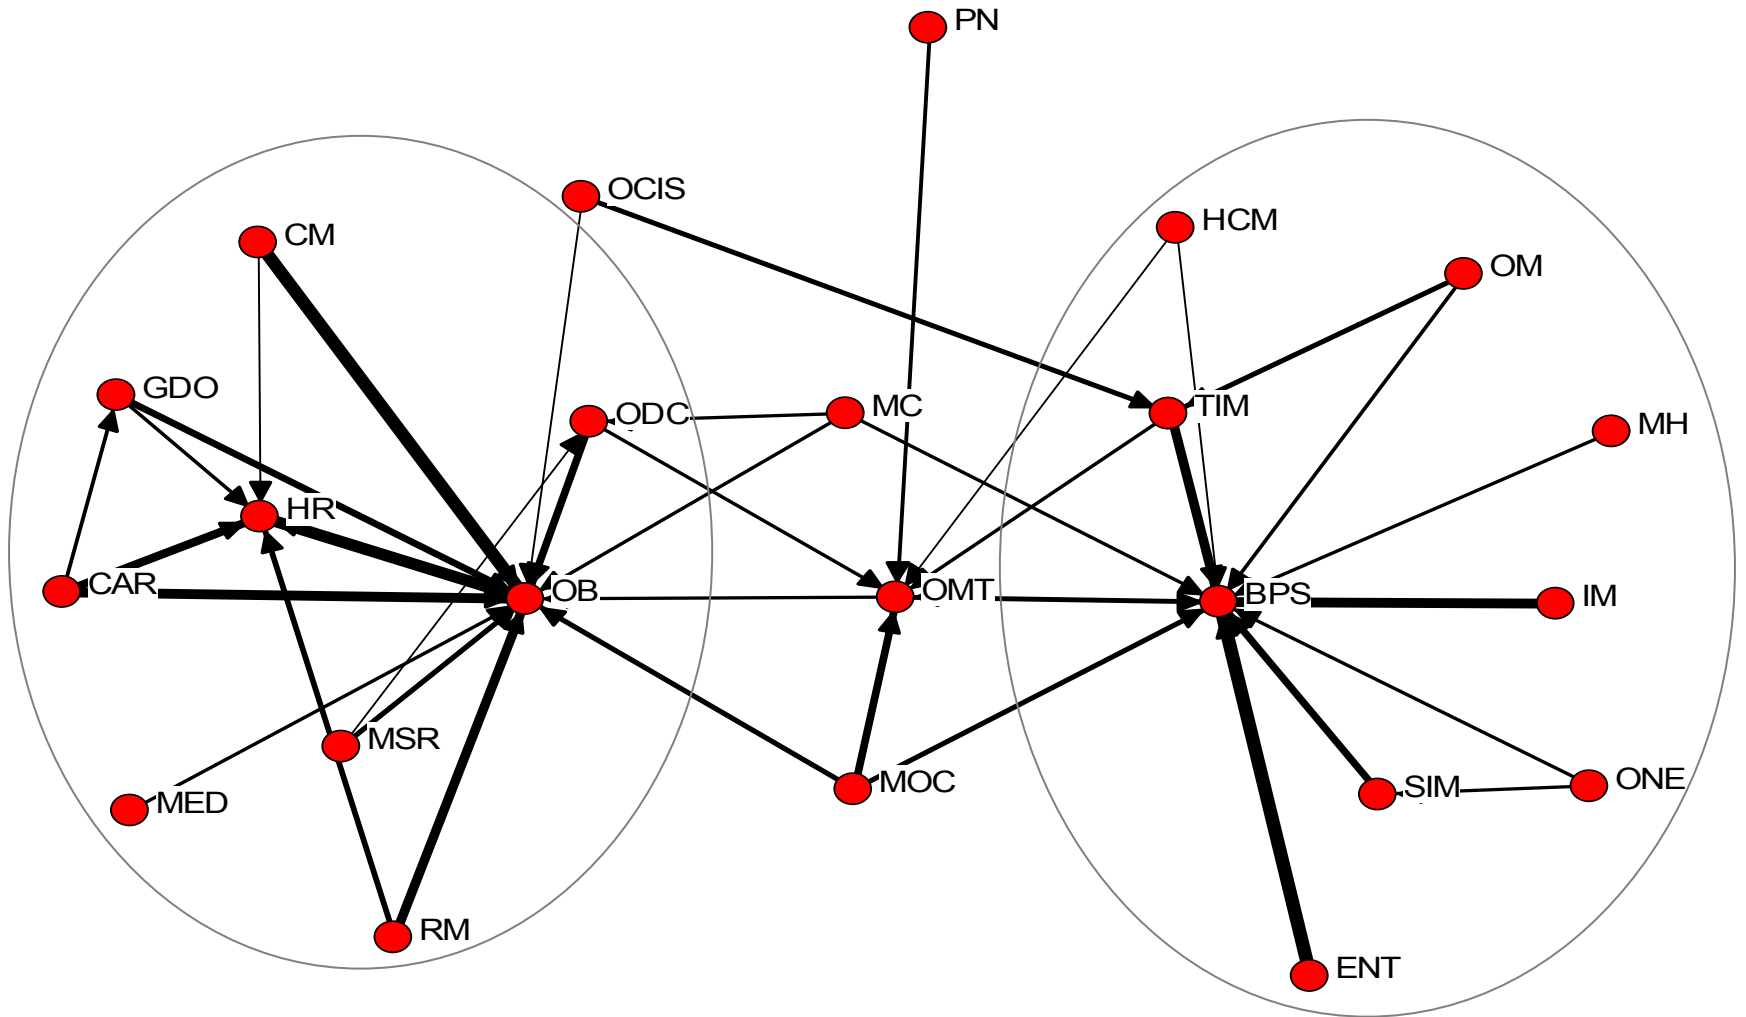 PN
OCIS
HCM
CM
OM
GDO
ODC
MC
TIM
MH
HR
CAR
OB
OMT
BPS
IM
MSR
MOC
SIM
ONE
MED
RM
ENT